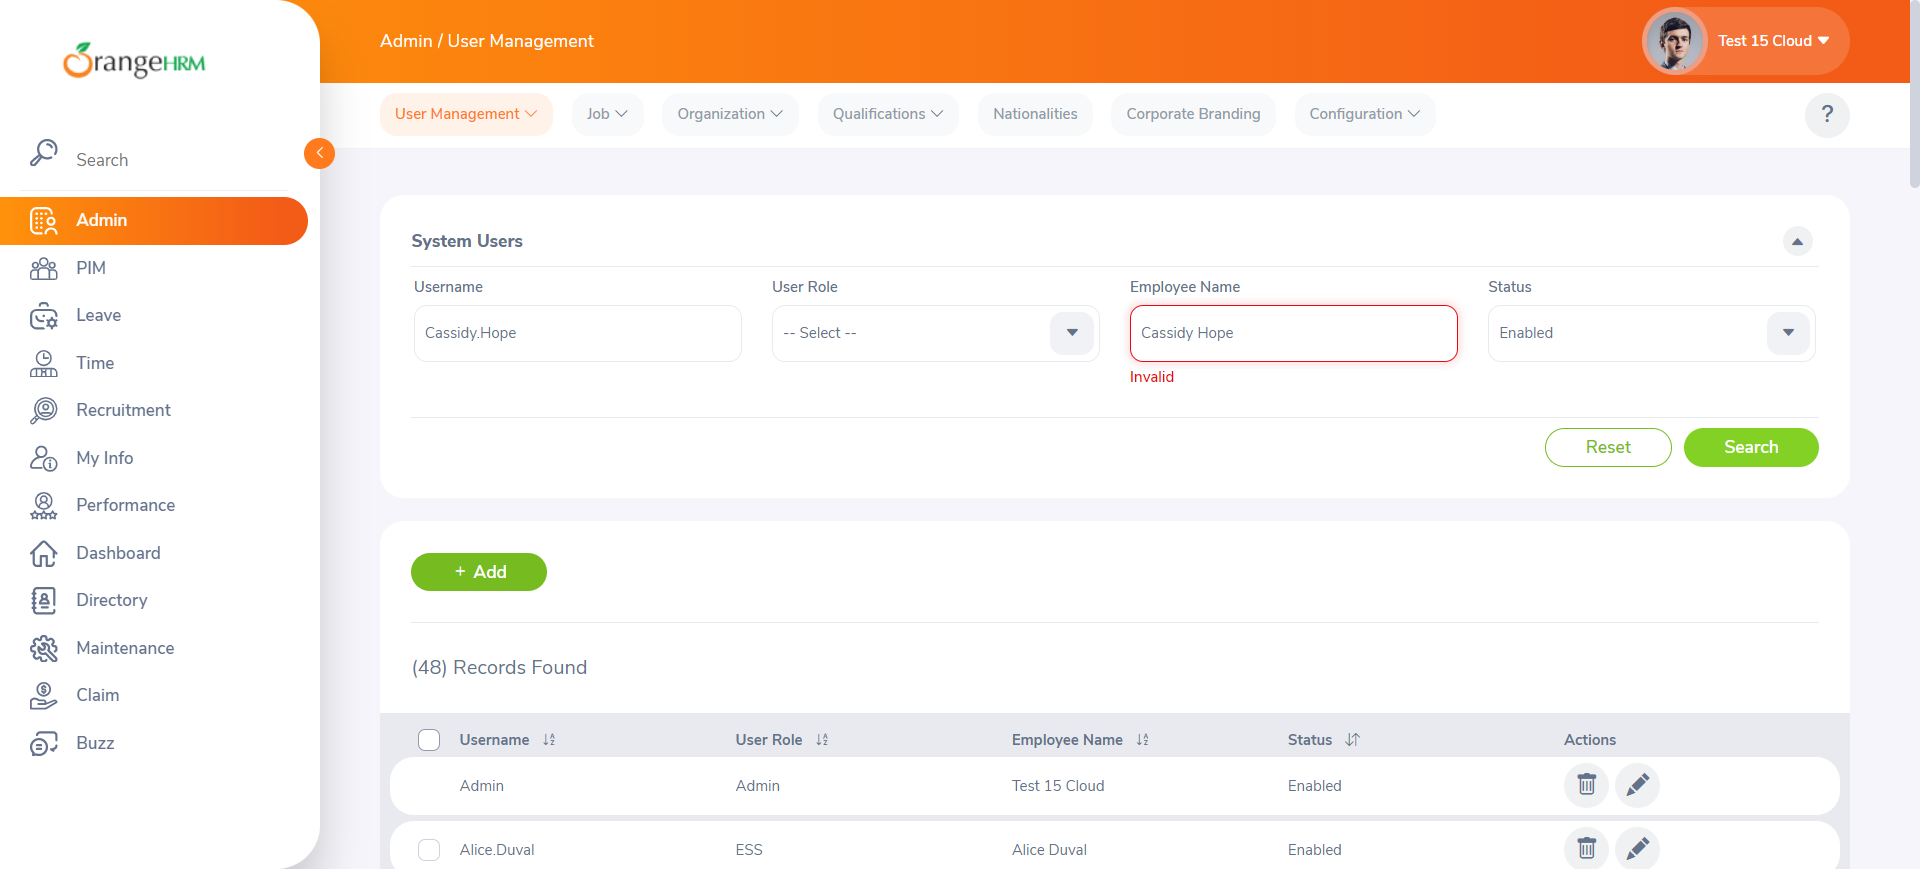 OrangeHRM
Admin / User Management
Test 15 Cloud
User Management
Job
Organization
Qualifications
Nationalities
Corporate Branding
Configuration
?
Search
Admin
PIM
Leave
Time
Recruitment
My Info
Performance
Dashboard
Directory
Maintenance
Claim
Buzz
System Users
Username
User Role
Employee Name
Status
Cassidy.Hope
-- Select --
Cassidy Hope
Enabled
Invalid
Reset
Search
+ Add
(48) Records Found
Username
User Role
Employee Name
Status
Actions
Admin
Admin
Test 15 Cloud
Enabled
Alice.Duval
ESS
Alice Duval
Enabled